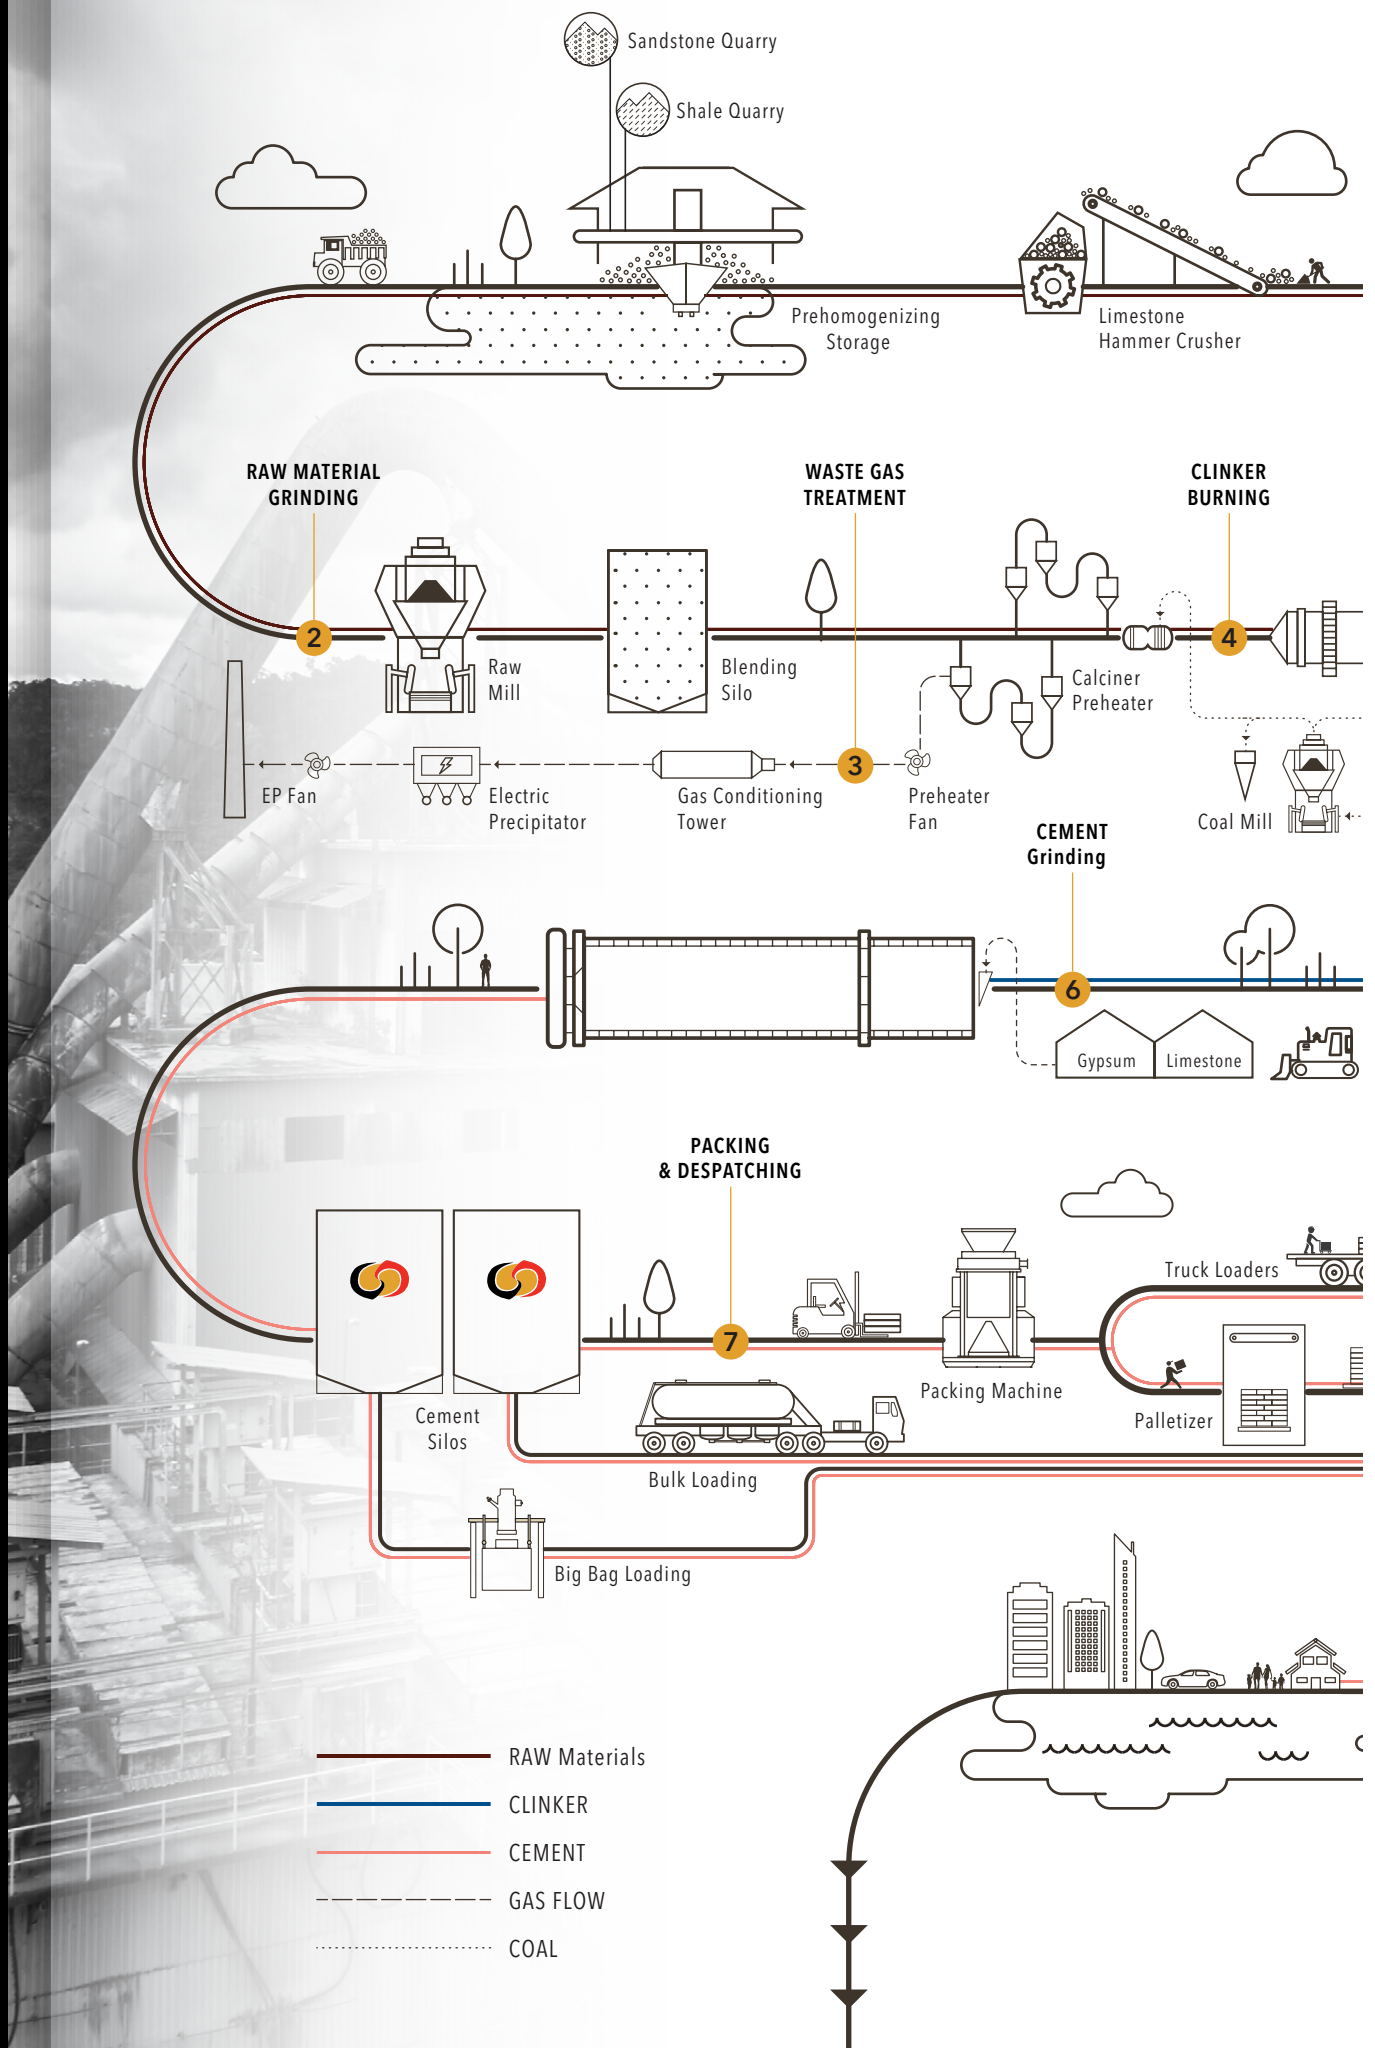 Sandstone Quarry
Shale Quarry
Prehomogenizing
Storage
Limestone
Hammer Crusher
RAW MATERIAL
GRINDING
WASTE GAS
TREATMENT
CLINKER
BURNING
2
4
Raw
Mill
Blending
Silo
Calciner
Preheater
3
EP Fan
Electric
Precipitator
Gas Conditioning
Tower
Preheater
Fan
Coal Mill
CEMENT
Grinding
6
Gypsum
Limestone
PACKING
& DESPATCHING
Truck Loaders
7
Packing Machine
Palletizer
Cement
Silos
Bulk Loading
Big Bag Loading
RAW Materials
CLINKER
CEMENT
GAS FLOW
COAL